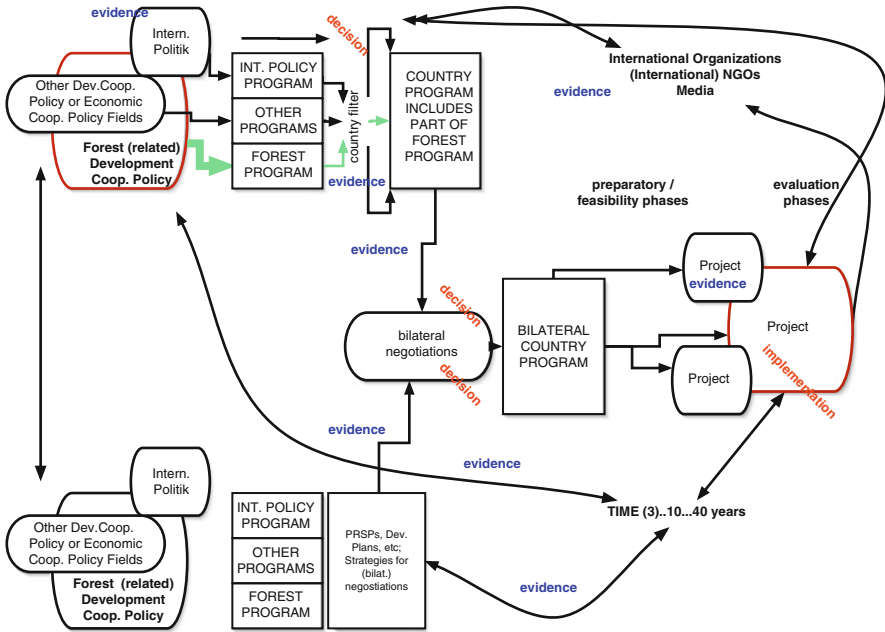 evidence
Intern.
Politik
Other Dev.Coop.
Policy or Economic
Coop. Policy Fields
Forest (related)
Development
Coop. Policy
INT. POLICY
PROGRAM
OTHER
PROGRAMS
FOREST
PROGRAM
decision
country filter
evidence
COUNTRY
PROGRAM
INCLUDES
PART OF
FOREST
PROGRAM
International Organizations
(International) NGOs
Media
evidence
preparatory /
feasibility phases
evaluation
phases
evidence
decision
bilateral
negotiations
decision
evidence
BILATERAL
COUNTRY
PROGRAM
Project
evidence
Project
Project
implementation
evidence
TIME (3)..10...40 years
Intern.
Politik
Other Dev.Coop.
Policy or Economic
Coop. Policy Fields
Forest (related)
Development
Coop. Policy
INT. POLICY
PROGRAM
OTHER
PROGRAMS
FOREST
PROGRAM
PRSPs, Dev.
Plans, etc;
Strategies for
(bilat.)
negostiations
evidence